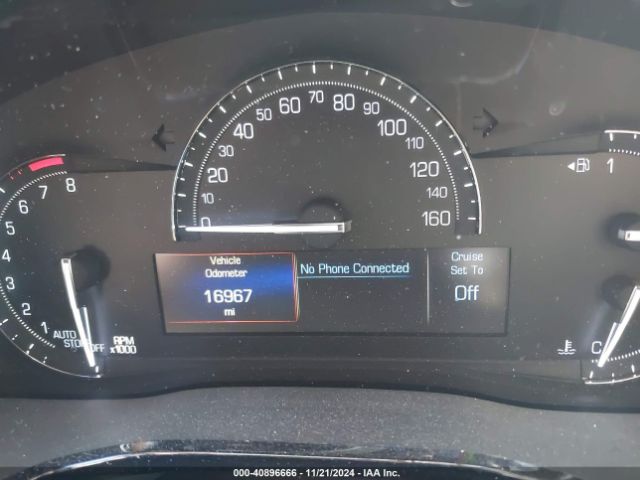 0 10 20 30 40 50 60 70 80 90 100 110 120 140 160
1 2 3 4 5 6 7 8
AUTO
STOP OFF
RPM
x1000
Vehicle
Odometer
16967
mi
No Phone Connected
Cruise
Set To
Off
1
C
000-40896666 - 11/21/2024 - IAA Inc.